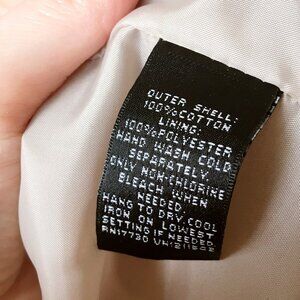 OUTER SHELL:
100%COTTON
LINING:
100%POLYESTER
HAND WASH COLD
SEPARATELY.
ONLY NON-CHLORINE
BLEACH WHEN
NEEDED.
HANG TO DRY.COOL
IRON ON LOWEST
SETTING IF NEEDED
RN17730